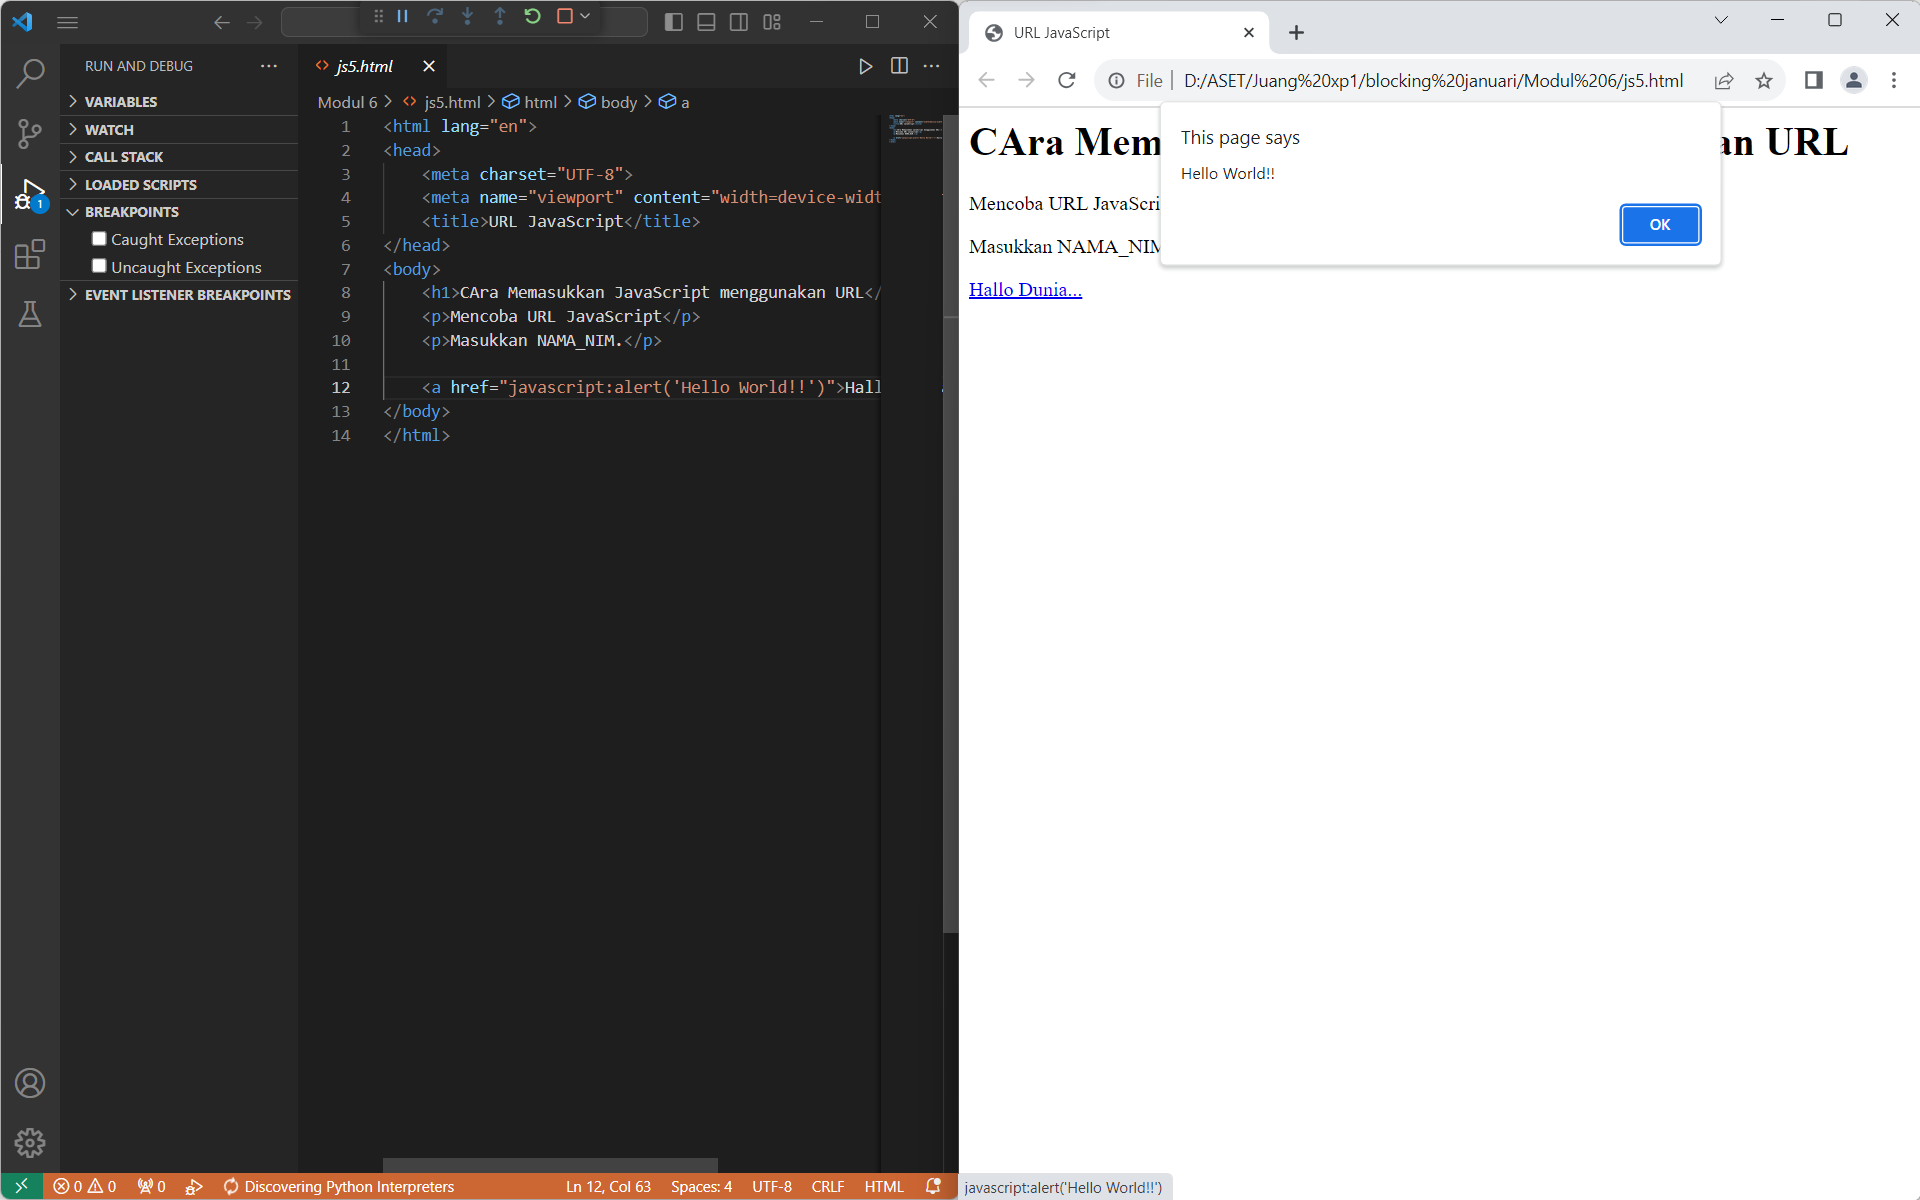 RUN AND DEBUG
VARIABLES
WATCH
CALL STACK
LOADED SCRIPTS
BREAKPOINTS
Caught Exceptions
Uncaught Exceptions
EVENT LISTENER BREAKPOINTS
1
js5.html
Modul 6 > js5.html > html > body > a
1 <html lang="en">
2 <head>
3 <meta charset="UTF-8">
4 <meta name="viewport" content="width=device-widt
5 <title>URL JavaScript</title>
6 </head>
7 <body>
8 <h1>CAra Memasukkan JavaScript menggunakan URL</
9 <p>Mencoba URL JavaScript</p>
10 <p>Masukkan NAMA_NIM.</p>
11
12 <a href="javascript:alert('Hello World!!')">Hall
13 </body>
14 </html>
0 0 0 Discovering Python Interpreters Ln 12, Col 63 Spaces: 4 UTF-8 CRLF HTML
URL JavaScript
File | D:/ASET/Juang%20xp1/blocking%20januari/Modul%206/js5.html
CAra Mem an URL
This page says
Hello World!!
OK
Mencoba URL JavaScri
Masukkan NAMA_NIM
Hallo Dunia...
javascript:alert('Hello World!!')